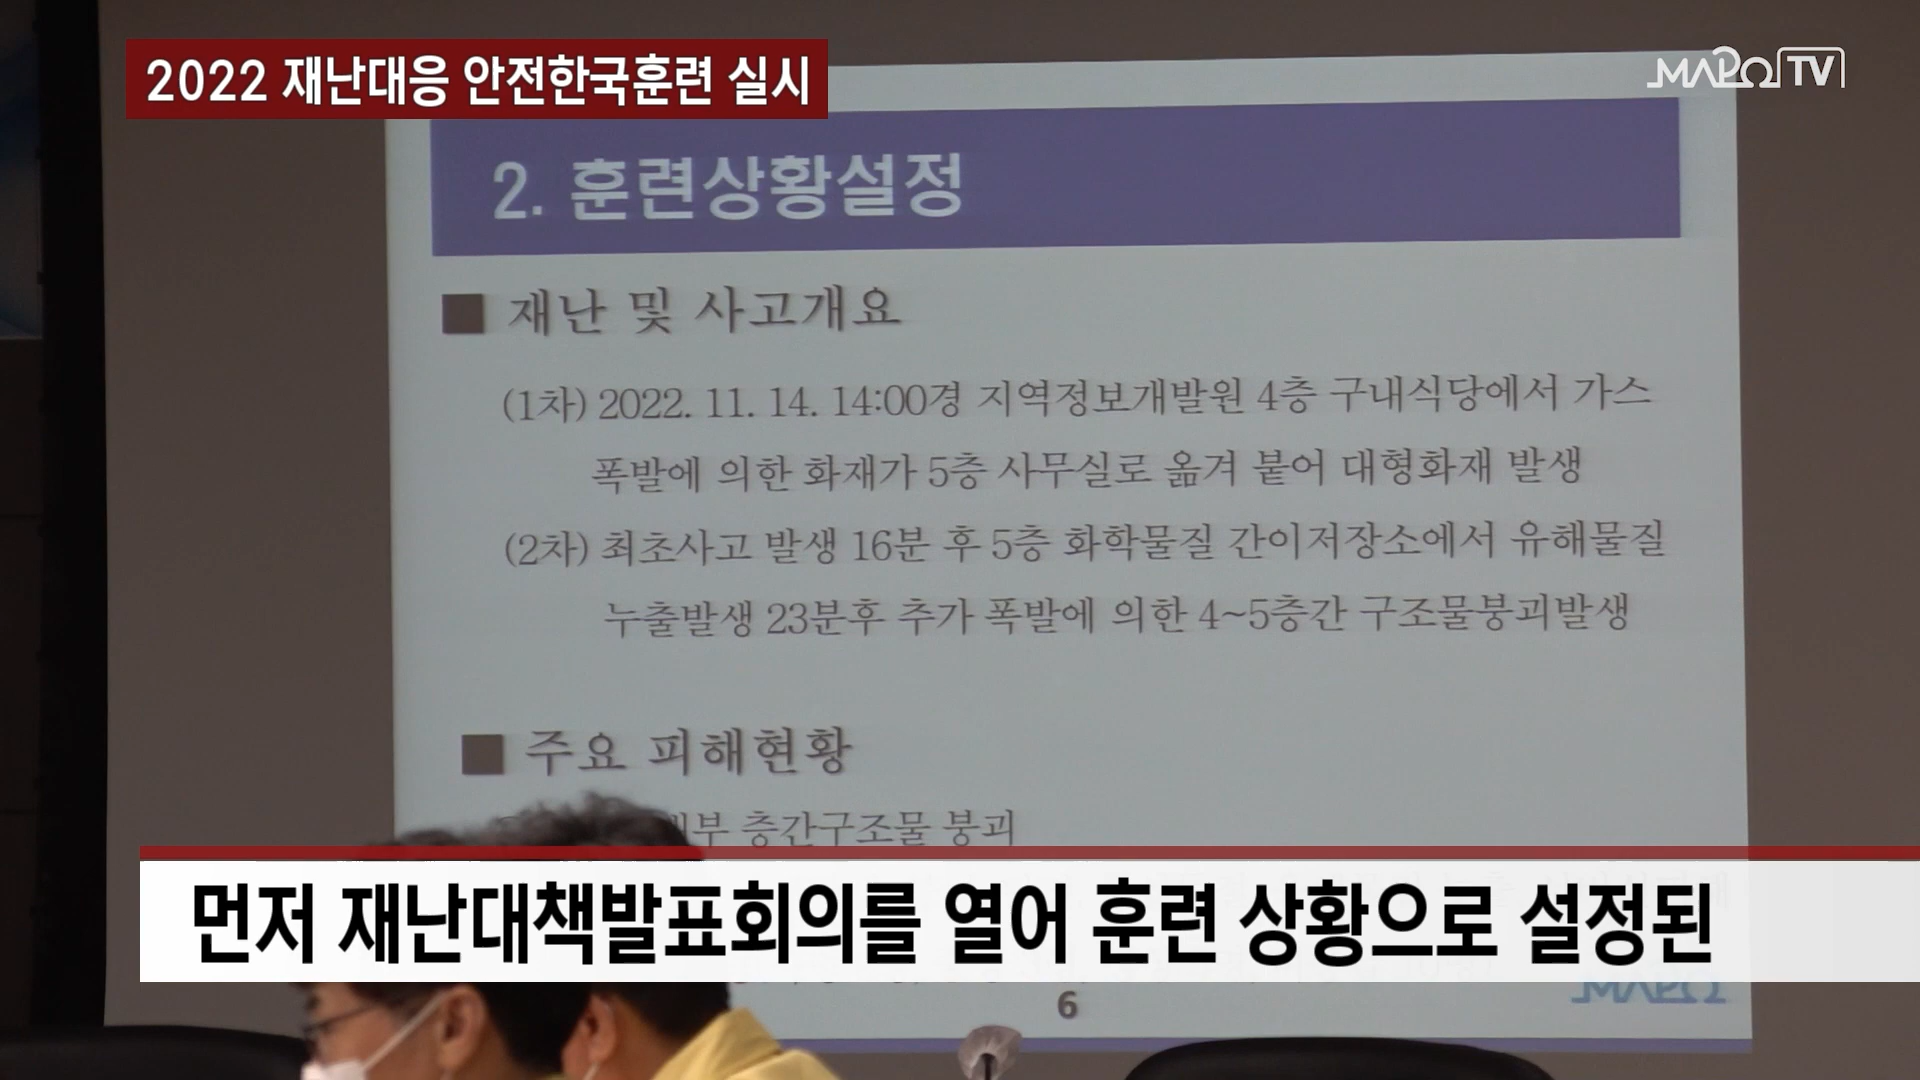 2022 재난대응 안전한국훈련 실시
MAPO TV
2. 훈련상황설정
■ 재난 및 사고개요
(1차) 2022. 11. 14. 14:00경 지역정보개발원 4층 구내식당에서 가스
폭발에 의한 화재가 5층 사무실로 옮겨 붙어 대형화재 발생
(2차) 최초사고 발생 16분 후 5층 화학물질 간이저장소에서 유해물질
누출발생 23분후 추가 폭발에 의한 4~5층간 구조물붕괴발생
■ 주요 피해현황
층간구조물 붕괴
먼저 재난대책발표회의를 열어 훈련 상황으로 설정된
6
MAPO